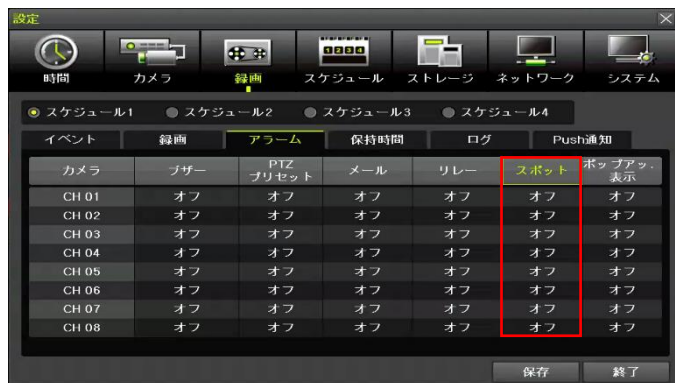 設定
時間 カメラ 録画 スケジュール ストレージ ネットワーク システム
スケジュール1 スケジュール2 スケジュール3 スケジュール4
イベント 録画 アラーム 保持時間 ログ Push通知
カメラ ブザー PTZ プリセット メール リレー スポット ポップアッ. 表示
CH 01 オフ オフ オフ オフ オフ オフ
CH 02 オフ オフ オフ オフ オフ オフ
CH 03 オフ オフ オフ オフ オフ オフ
CH 04 オフ オフ オフ オフ オフ オフ
CH 05 オフ オフ オフ オフ オフ オフ
CH 06 オフ オフ オフ オフ オフ オフ
CH 07 オフ オフ オフ オフ オフ オフ
CH 08 オフ オフ オフ オフ オフ オフ
保存 終了